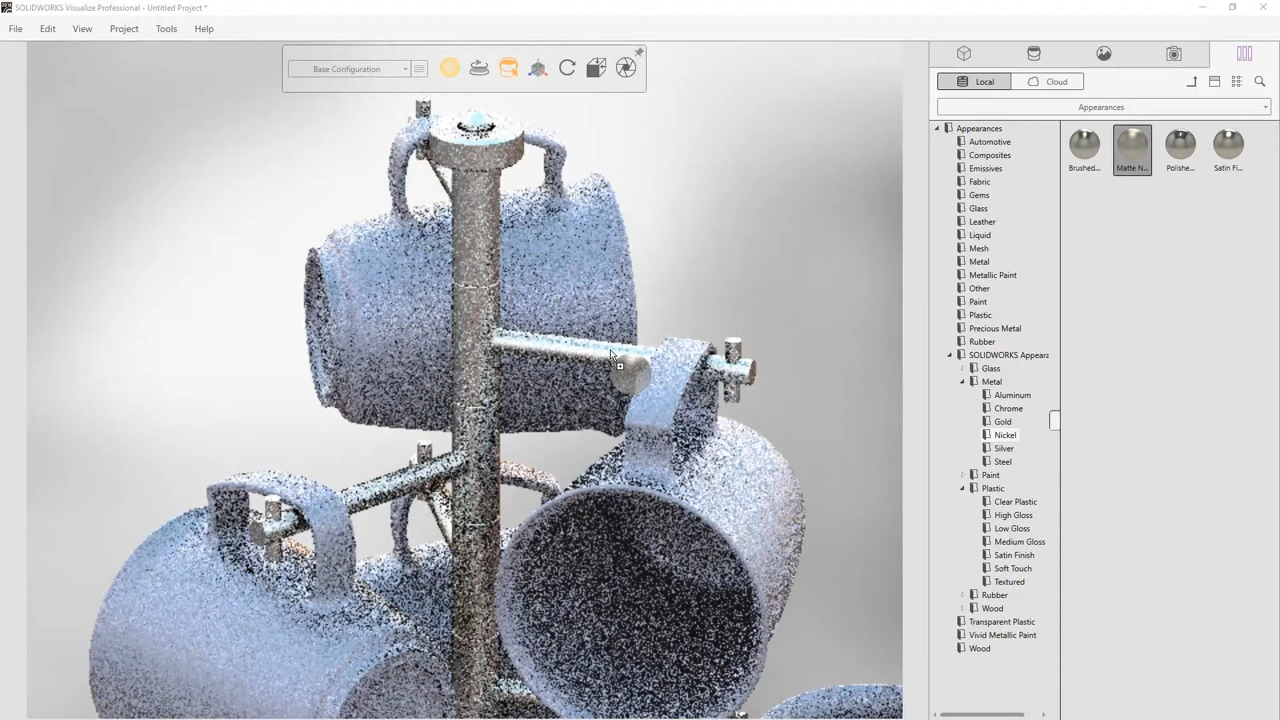 SOLIDWORKS Visualize Professional - Untitled Project *
File Edit View Project Tools Help
Base Configuration
Local Cloud
Appearances
Appearances
Automotive
Composites
Emissives
Fabric
Gems
Glass
Leather
Liquid
Mesh
Metal
Metallic Paint
Other
Paint
Plastic
Precious Metal
Rubber
SOLIDWORKS Appeara
Glass
Metal
Aluminum
Chrome
Gold
Nickel
Silver
Steel
Paint
Plastic
Clear Plastic
High Gloss
Low Gloss
Medium Gloss
Satin Finish
Soft Touch
Textured
Rubber
Wood
Transparent Plastic
Vivid Metallic Paint
Wood
Brushed... Matte N... Polishe... Satin Fi...